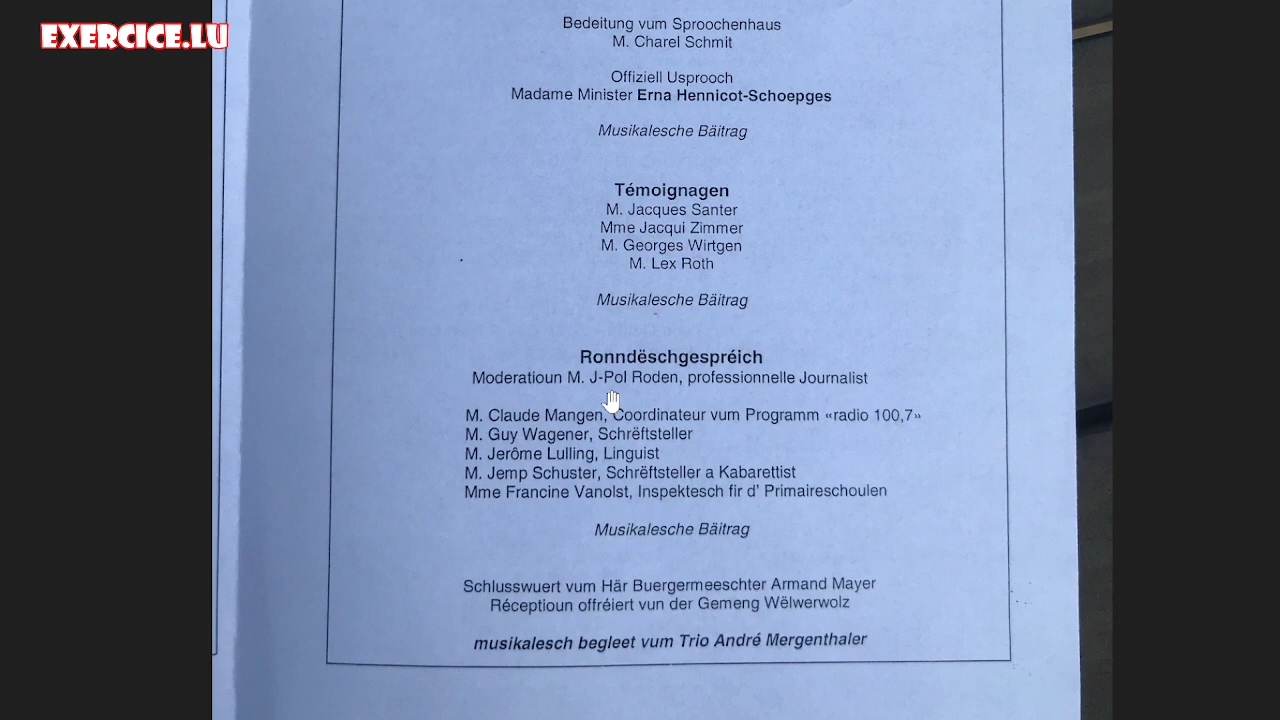 EXERCICE.LU
Bedeitung vum Sproochenhaus
M. Charel Schmit
Offiziell Usprooch
Madame Minister Erna Hennicot-Schoepges
Musikalesche Bäitrag
Témoignagen
M. Jacques Santer
Mme Jacqui Zimmer
M. Georges Wirtgen
M. Lex Roth
Musikalesche Bäitrag
Ronndëschgespréich
Moderatioun M. J-Pol Roden, professionnelle Journalist
M. Claude Mangen, Coordinateur vum Programm «radio 100,7»
M. Guy Wagener, Schrëftsteller
M. Jerôme Lulling, Linguist
M. Jemp Schuster, Schrëftsteller a Kabarettist
Mme Francine Vanolst, Inspektesch fir d' Primaireschoulen
Musikalesche Bäitrag
Schlusswuert vum Här Buergermeeschter Armand Mayer
Réceptioun offréiert vun der Gemeng Wëlwerwolz
musikalesch begleet vum Trio André Mergenthaler